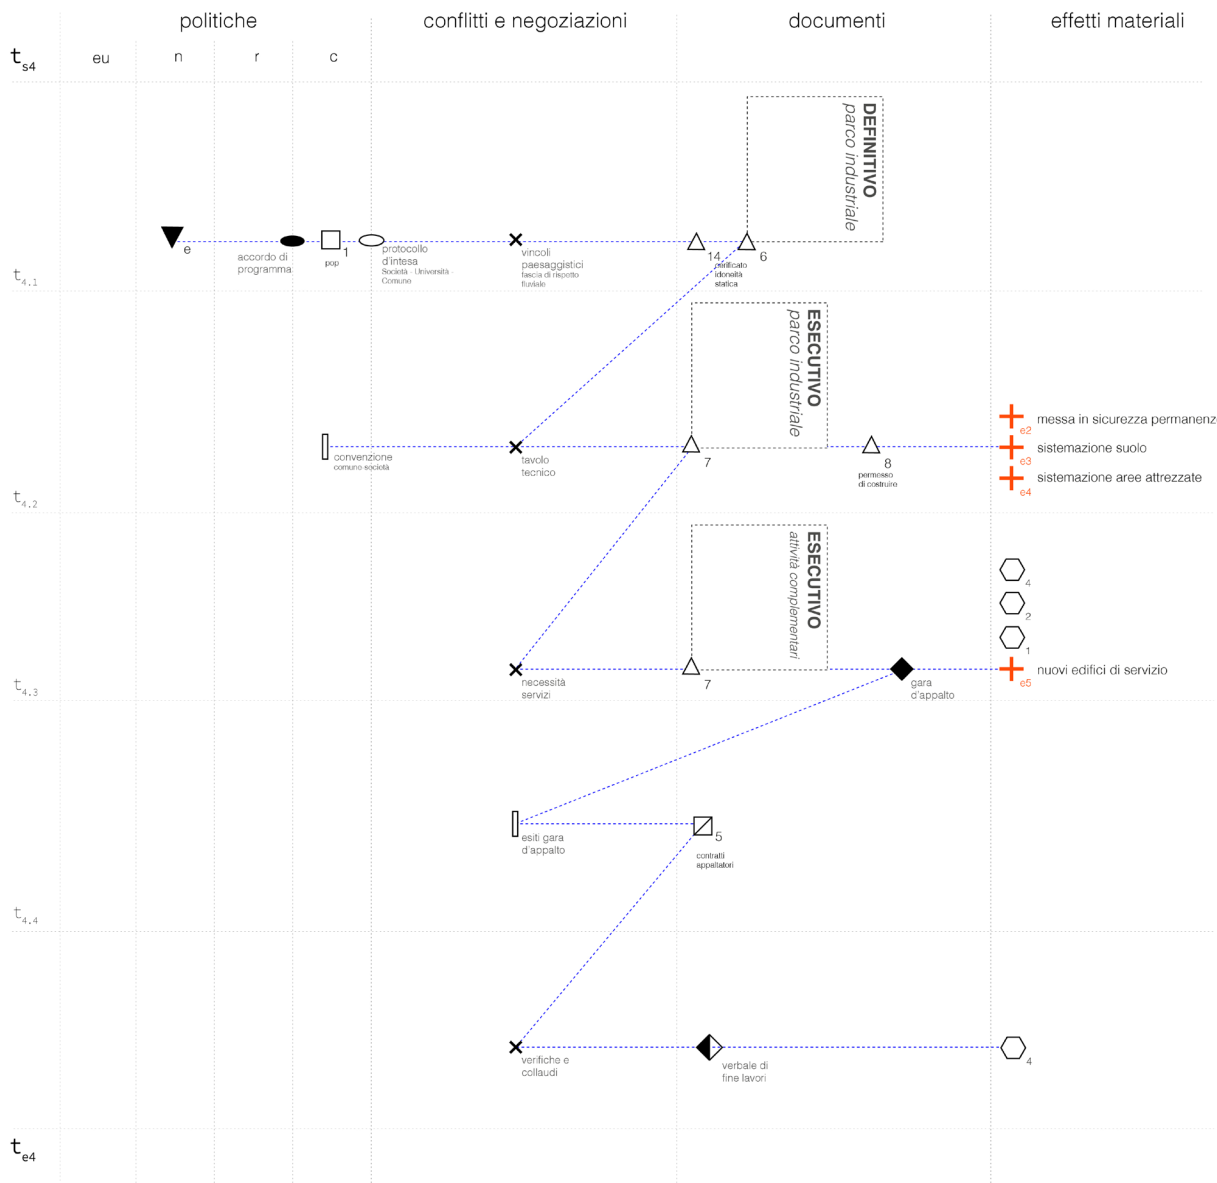 politiche
conflitti e negoziazioni
documenti
effetti materiali
ts4
eu
n
r
c
DEFINITIVO
parco industriale
e
accordo di
programma
1
pop
protocollo
d'intesa
Società - Università -
Comune
vincoli
paesaggistici
fascia di rispetto
fluviale
14
certificato
idoneità
statica
6
t4.1
ESECUTIVO
parco industriale
convenzione
comune-società
tavolo
tecnico
7
8
permesso
di costruire
e2
messa in sicurezza permanenze
e3
sistemazione suolo
e4
sistemazione aree attrezzate
t4.2
ESECUTIVO
attività complementari
4
2
1
necessità
servizi
7
gara
d'appalto
e5
nuovi edifici di servizio
t4.3
esiti gara
d'appalto
5
contratti
appaltatori
t4.4
verifiche e
collaudi
verbale di
fine lavori
4
te4